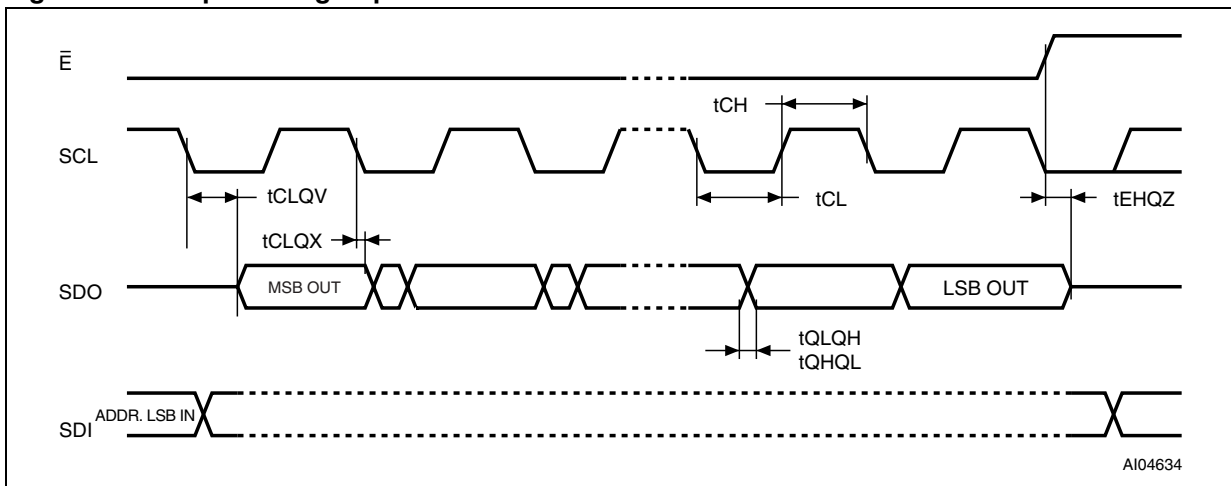 Ē
tCH
SCL
tCLQV
tCL
tEHQZ
tCLQX
SDO
MSB OUT
LSB OUT
tQLQH
tQHQL
SDI
ADDR. LSB IN
AI04634